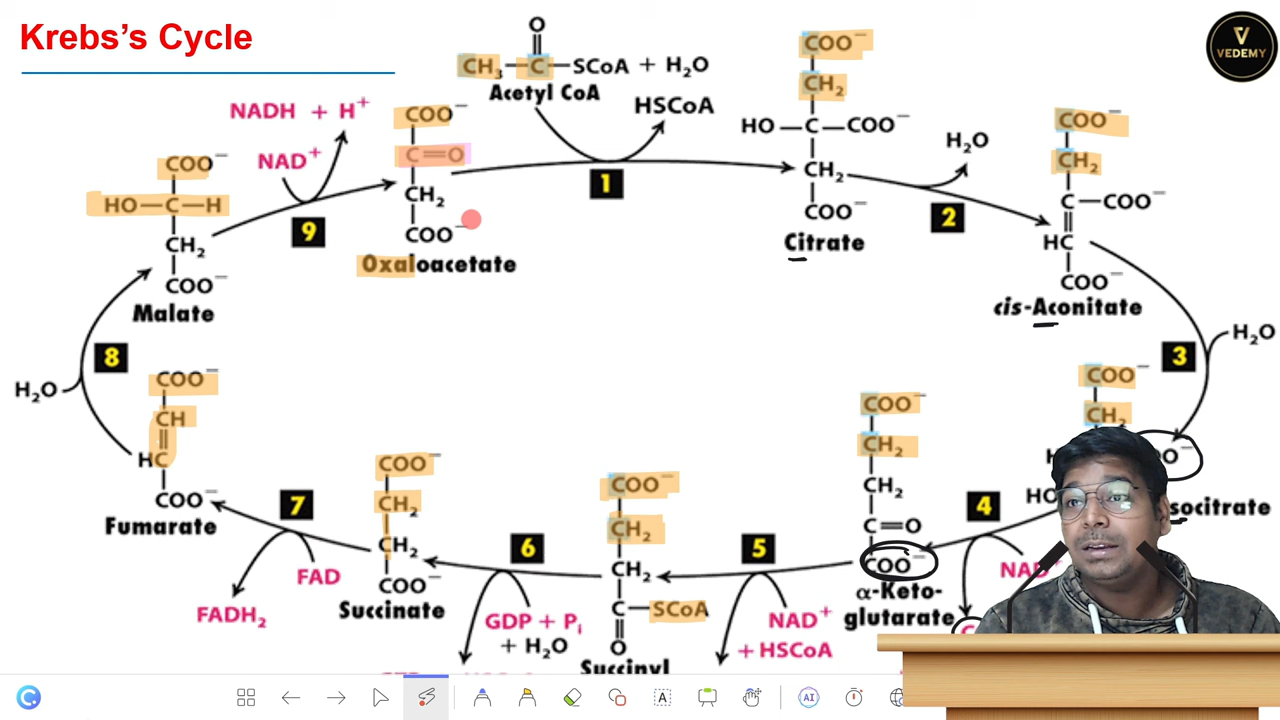 Krebs's Cycle
VEDEMY
O
CH3—C—SCoA + H2O
Acetyl CoA
HSCoA
NADH + H+
NAD+
COO−
C=O
CH2
COO−
Oxaloacetate
1
COO−
CH2
HO—C—COO−
CH2
COO−
Citrate
H2O
2
COO−
CH2
C—COO−
HC
COO−
cis-Aconitate
H2O
3
COO−
CH2
HO
socitrate
4
NAD+
COO−
CH2
CH2
C=O
COO−
α-Keto-
glutarate
5
NAD+
+ HSCoA
COO−
CH2
CH2
C—SCoA
O
Succinyl
6
GDP + Pi
+ H2O
COO−
CH2
CH2
COO−
Succinate
7
FAD
FADH2
COO−
CH
HC
COO−
Fumarate
8
H2O
COO−
HO—C—H
CH2
COO−
Malate
9
A
AI